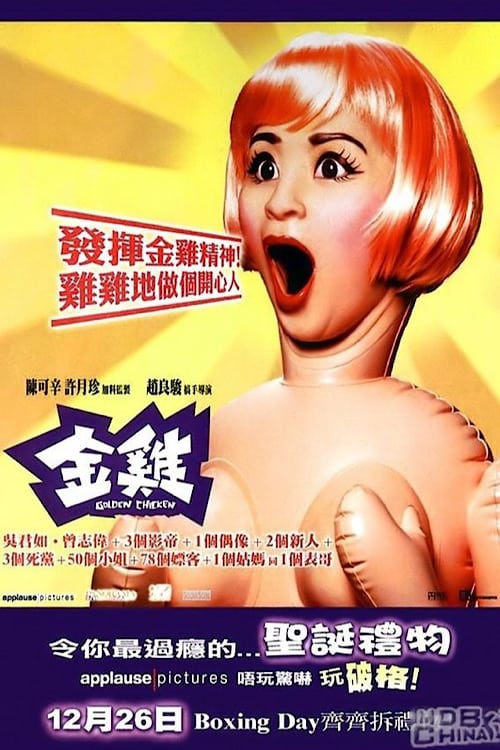 發揮金雞精神!
雞雞地做個開心人
陳可辛 許月珍 加料監製 趙良駿 搞手導演
金雞
GOLDEN CHICKEN
吳君如・曾志偉+3個影帝+1個偶像+2個新人+
3個死黨+50個小姐+78個嫖客+1個姑媽同1個表哥
applause pictures
令你最過癮的...聖誕禮物
applause|pictures 唔玩驚嚇 玩破格!
12月26日 Boxing Day齊齊拆禮